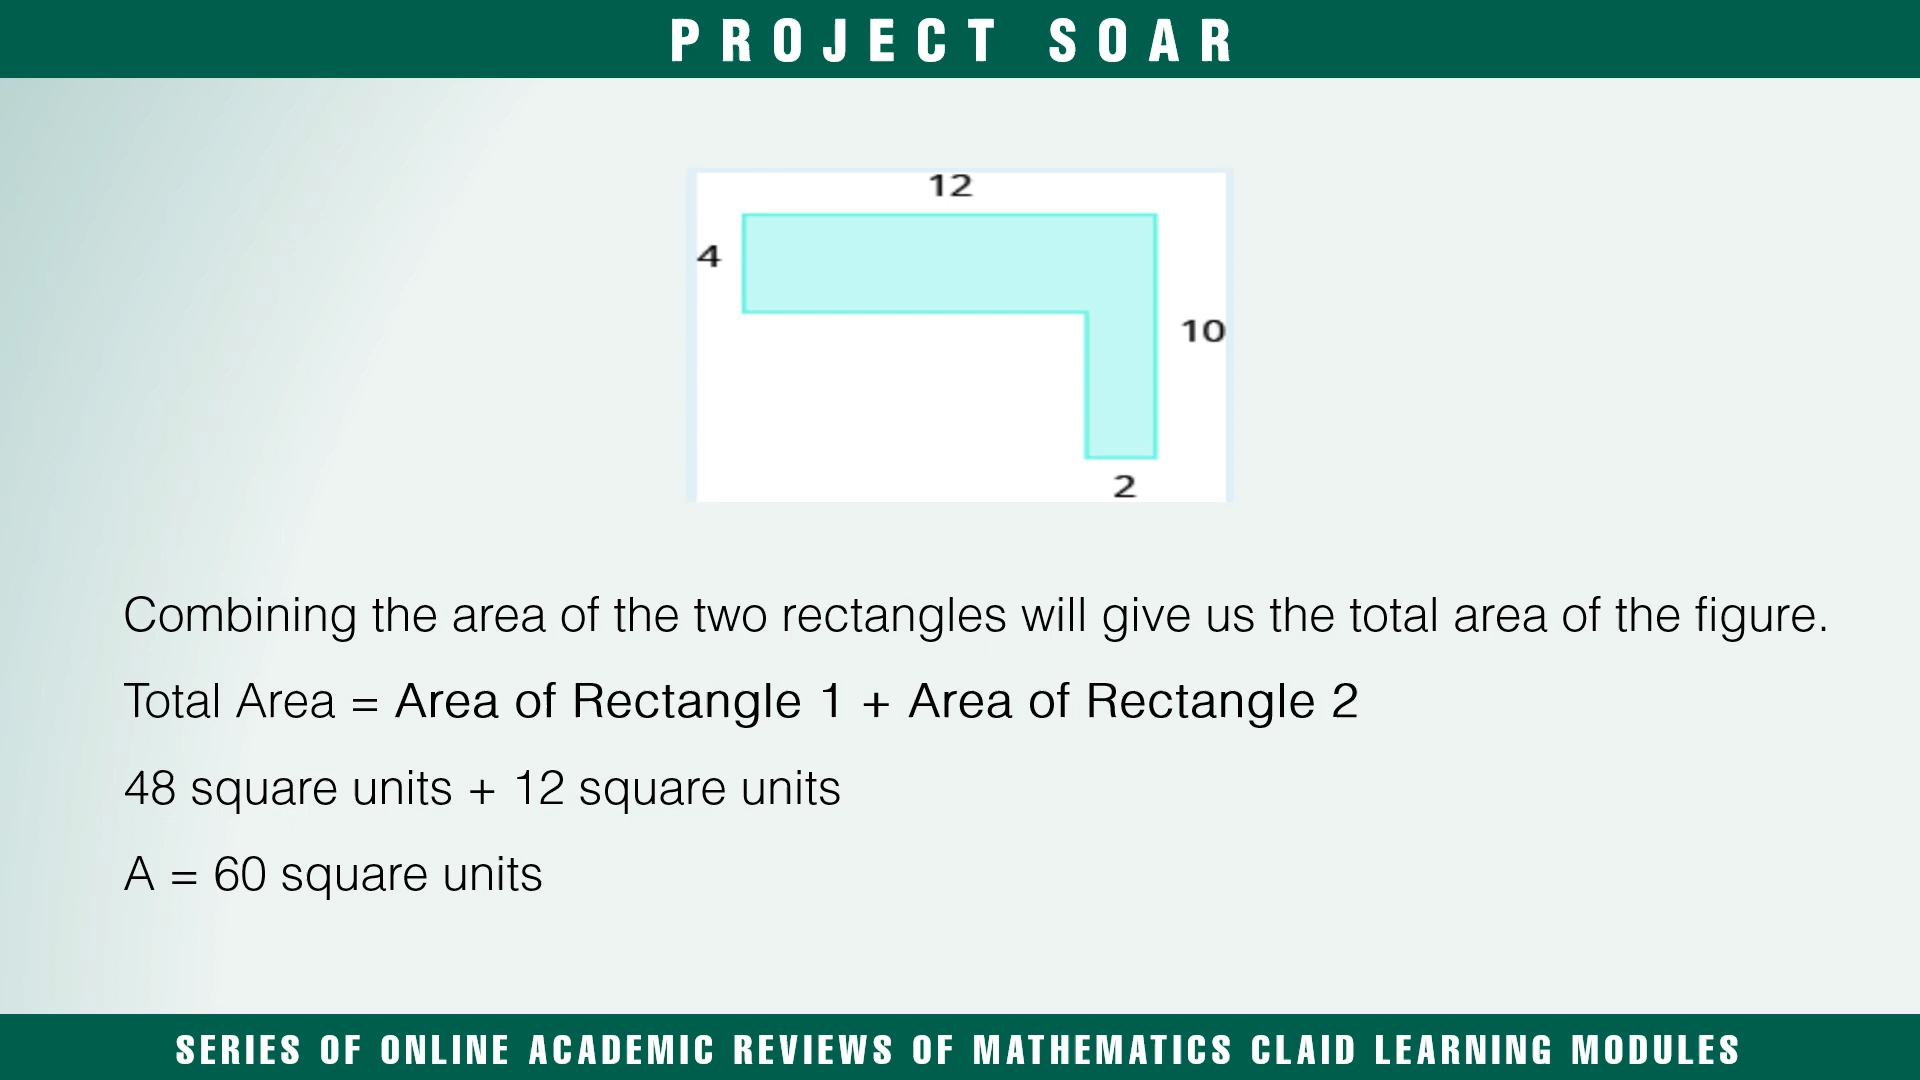 PROJECT SOAR
12
4
10
2
Combining the area of the two rectangles will give us the total area of the figure.
Total Area = Area of Rectangle 1 + Area of Rectangle 2
48 square units + 12 square units
A = 60 square units
SERIES OF ONLINE ACADEMIC REVIEWS OF MATHEMATICS CLAID LEARNING MODULES